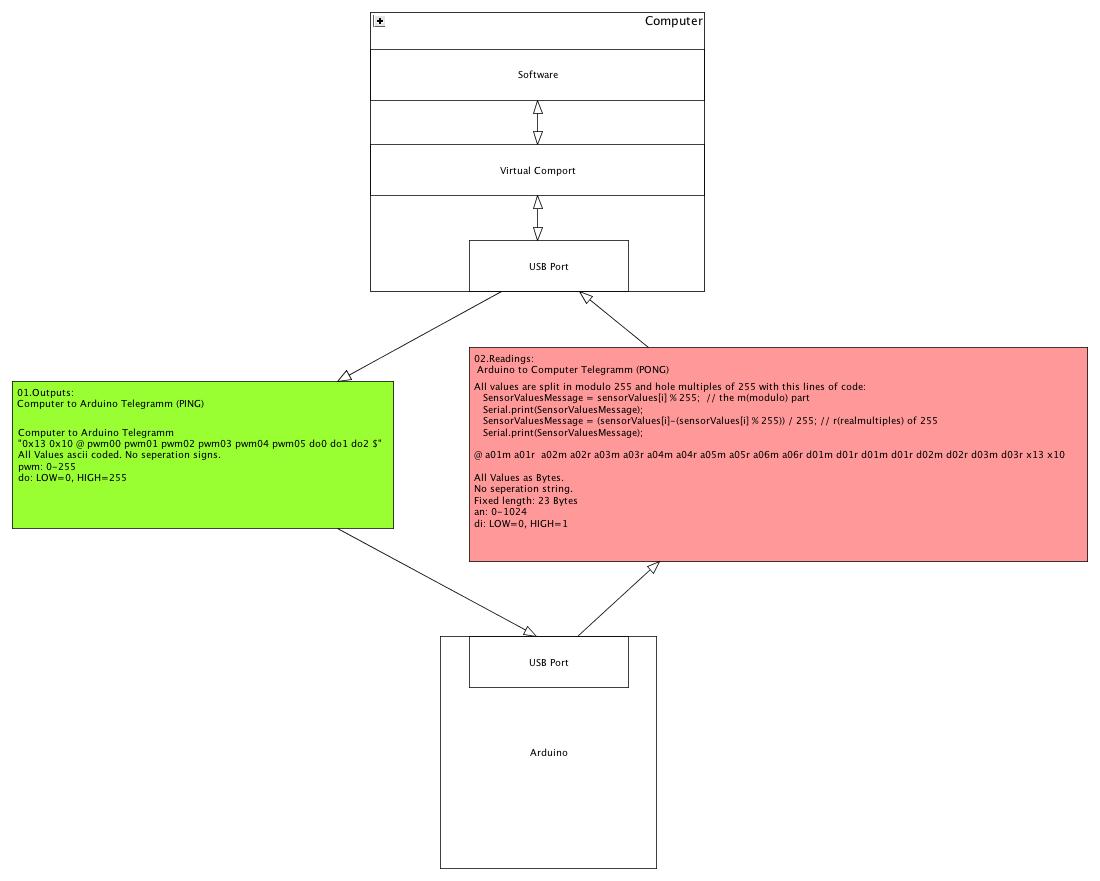 Computer
Software
Virtual Comport
USB Port
01.Outputs:
Computer to Arduino Telegramm (PING)
Computer to Arduino Telegramm
"0x13 0x10 @ pwm00 pwm01 pwm02 pwm03 pwm04 pwm05 do0 do1 do2 $"
All Values ascii coded. No seperation signs.
pwm: 0-255
do: LOW=0, HIGH=255
02.Readings:
Arduino to Computer Telegramm (PONG)
All values are split in modulo 255 and hole multiples of 255 with this lines of code:
SensorValuesMessage = sensorValues[i] % 255;  // the m(modulo) part
Serial.print(SensorValuesMessage);
SensorValuesMessage = (sensorValues[i]-(sensorValues[i] % 255)) / 255; // r(realmultiples) of 255
Serial.print(SensorValuesMessage);
@ a01m a01r  a02m a02r a03m a03r a04m a04r a05m a05r a06m a06r d01m d01r d01m d01r d02m d02r d03m d03r x13 x10
All Values as Bytes.
No seperation string.
Fixed length: 23 Bytes
an: 0-1024
di: LOW=0, HIGH=1
USB Port
Arduino